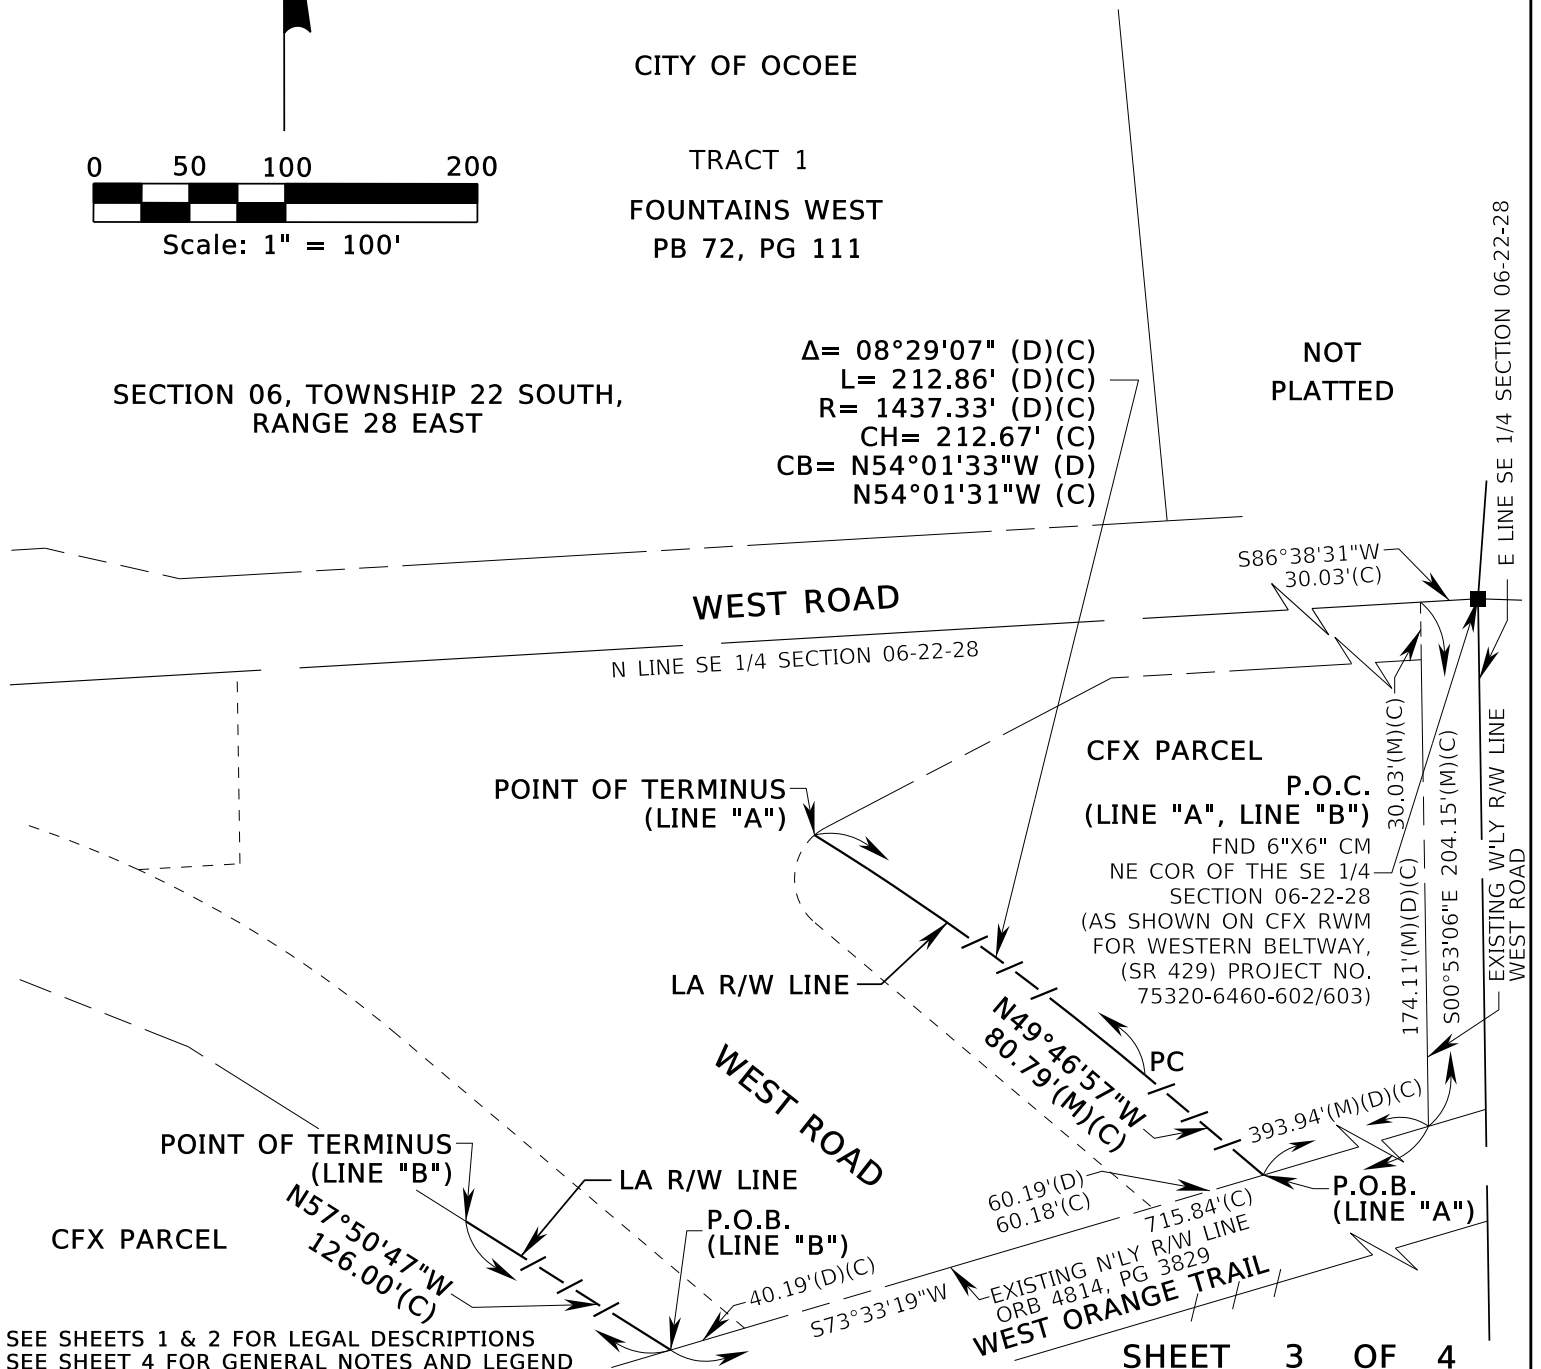 CITY OF OCOEE
0 50 100 200
Scale: 1" = 100'
TRACT 1
FOUNTAINS WEST
PB 72, PG 111
SECTION 06, TOWNSHIP 22 SOUTH,
RANGE 28 EAST
Δ= 08°29'07" (D)(C)
L= 212.86' (D)(C)
R= 1437.33' (D)(C)
CH= 212.67' (C)
CB= N54°01'33"W (D)
N54°01'31"W (C)
NOT
PLATTED
E LINE SE 1/4 SECTION 06-22-28
S86°38'31"W
30.03'(C)
WEST ROAD
N LINE SE 1/4 SECTION 06-22-28
CFX PARCEL
POINT OF TERMINUS
(LINE "A")
P.O.C.
(LINE "A", LINE "B")
FND 6"X6" CM
NE COR OF THE SE 1/4
SECTION 06-22-28
(AS SHOWN ON CFX RWM
FOR WESTERN BELTWAY,
(SR 429) PROJECT NO.
75320-6460-602/603)
30.03'(M)(C)
174.11'(M)(D)(C)
S00°53'06"E 204.15'(M)(C)
EXISTING W'LY R/W LINE
WEST ROAD
LA R/W LINE
N49°46'57"W
80.79'(M)(C)
PC
WEST ROAD
393.94'(M)(D)(C)
POINT OF TERMINUS
(LINE "B")
LA R/W LINE
N57°50'47"W
126.00'(C)
CFX PARCEL
P.O.B.
(LINE "B")
60.19'(D)
60.18'(C)
715.84'(C)
P.O.B.
(LINE "A")
40.19'(D)(C)
S73°33'19"W
EXISTING N'LY R/W LINE
ORB 4814, PG 3829
WEST ORANGE TRAIL
SEE SHEETS 1 & 2 FOR LEGAL DESCRIPTIONS
SEE SHEET 4 FOR GENERAL NOTES AND LEGEND
SHEET 3 OF 4